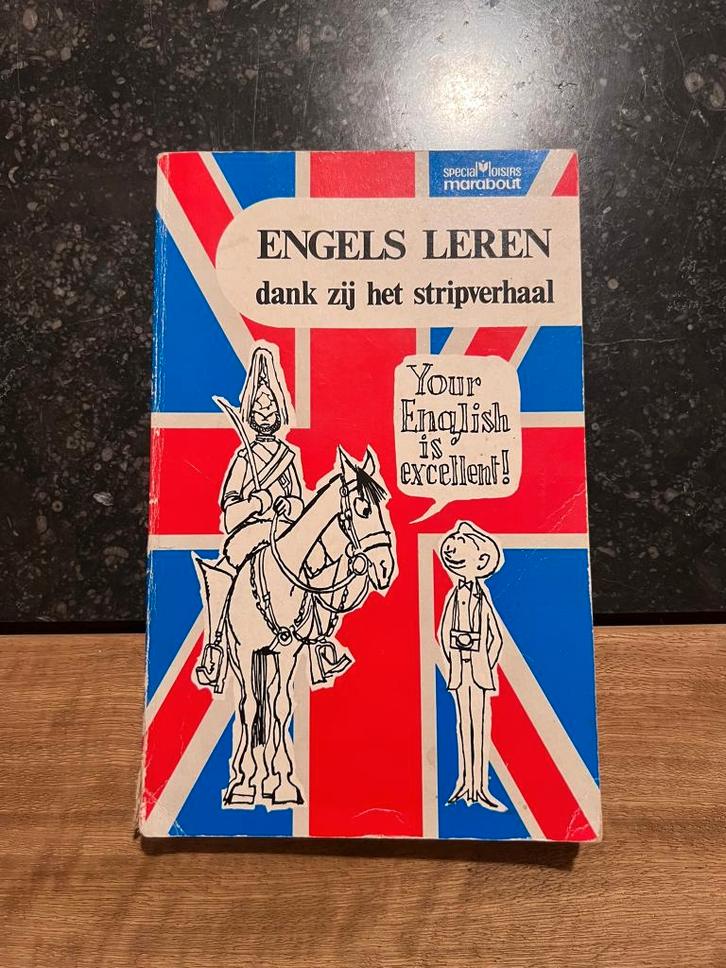 SPECIAL LOISIRS
marabout
ENGELS LEREN
dank zij het stripverhaal
Your
English
is
excellent!